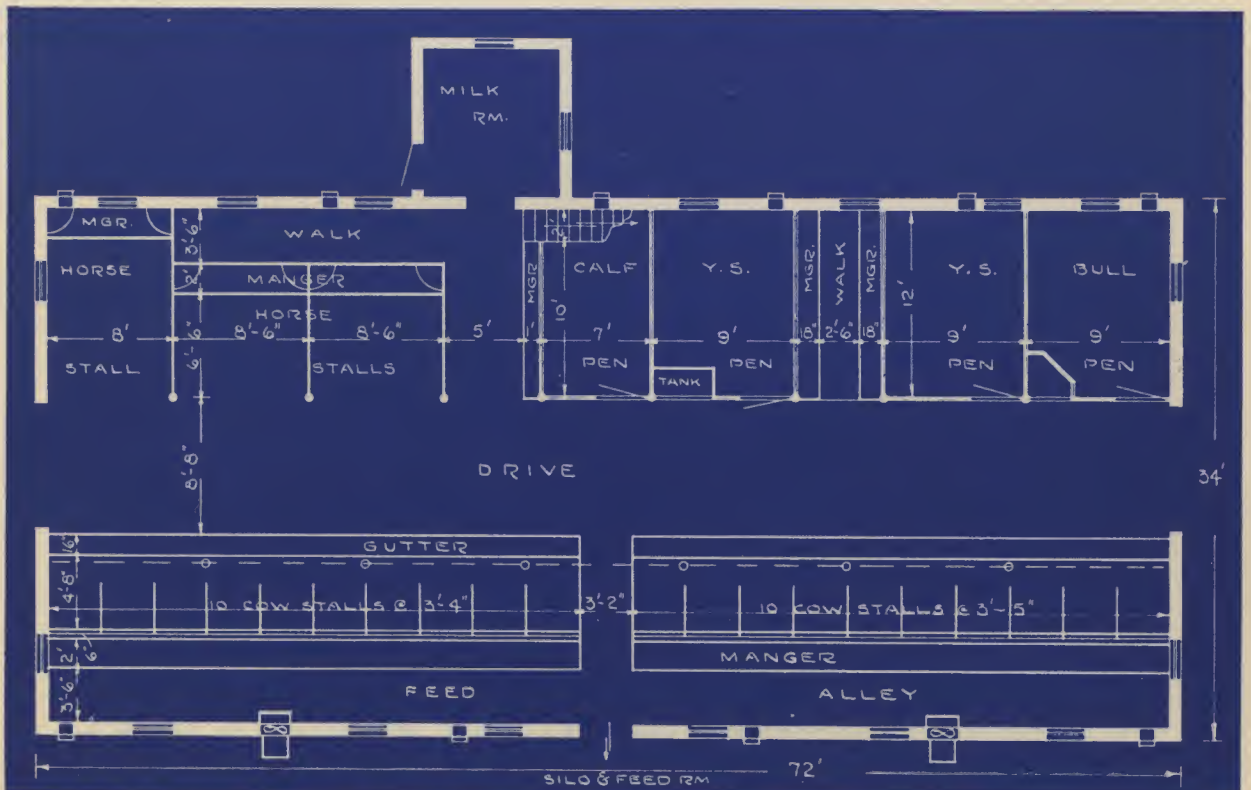 MILK
RM.
MGR.
3'-6"
WALK
2'
HORSE
2'
MANGER
MGR.
CALF
Y.S.
MGR.
WALK
MGR.
Y.S.
BULL
HORSE
10'
12'
8'
6'-6"
8'-6"
8'-6"
5'
1'
7'
9'
18"
2'-6"
18"
9'
9'
STALL
STALLS
PEN
PEN
PEN
PEN
TANK
8'-8"
DRIVE
34'
16"
GUTTER
4'-8"
10 COW STALLS @ 3'-4"
3'-2"
10 COW STALLS @ 3'-5"
6"
2'
MANGER
3'-6"
FEED
ALLEY
72'
SILO & FEED RM